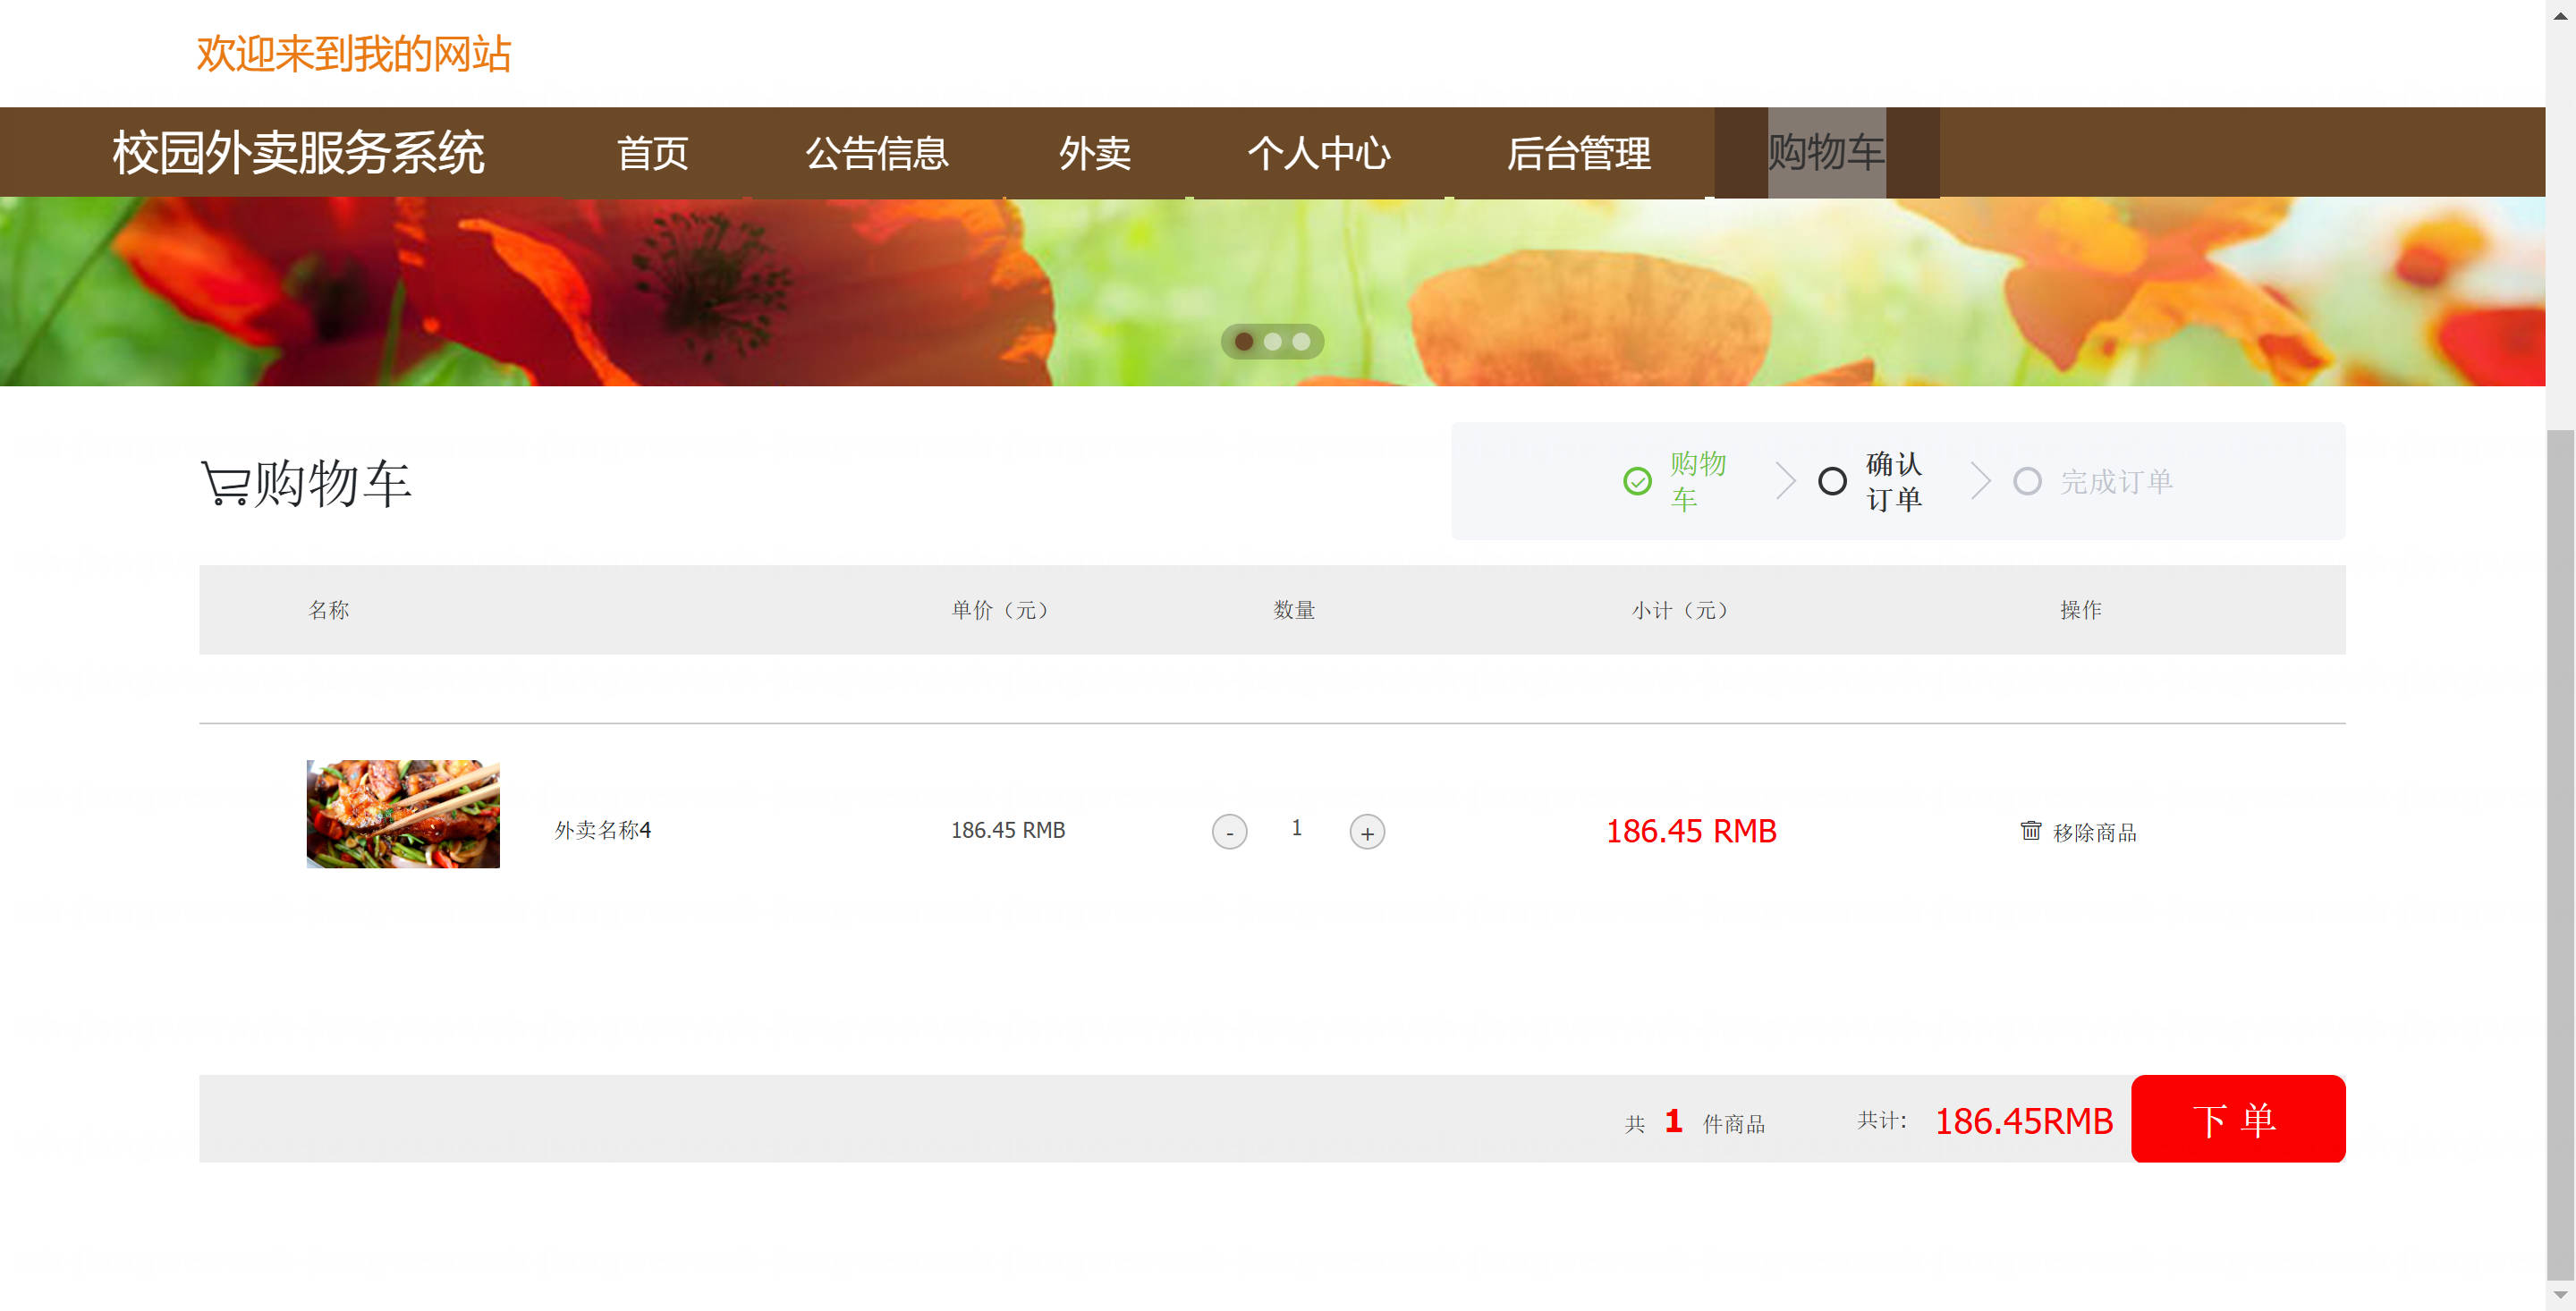 欢迎来到我的网站
校园外卖服务系统 首页 公告信息 外卖 个人中心 后台管理 购物车
购物车
购物车
确认订单
完成订单
名称 单价（元） 数量 小计（元） 操作
外卖名称4 186.45 RMB - 1 + 186.45 RMB 移除商品
共 1 件商品 共计: 186.45RMB 下单